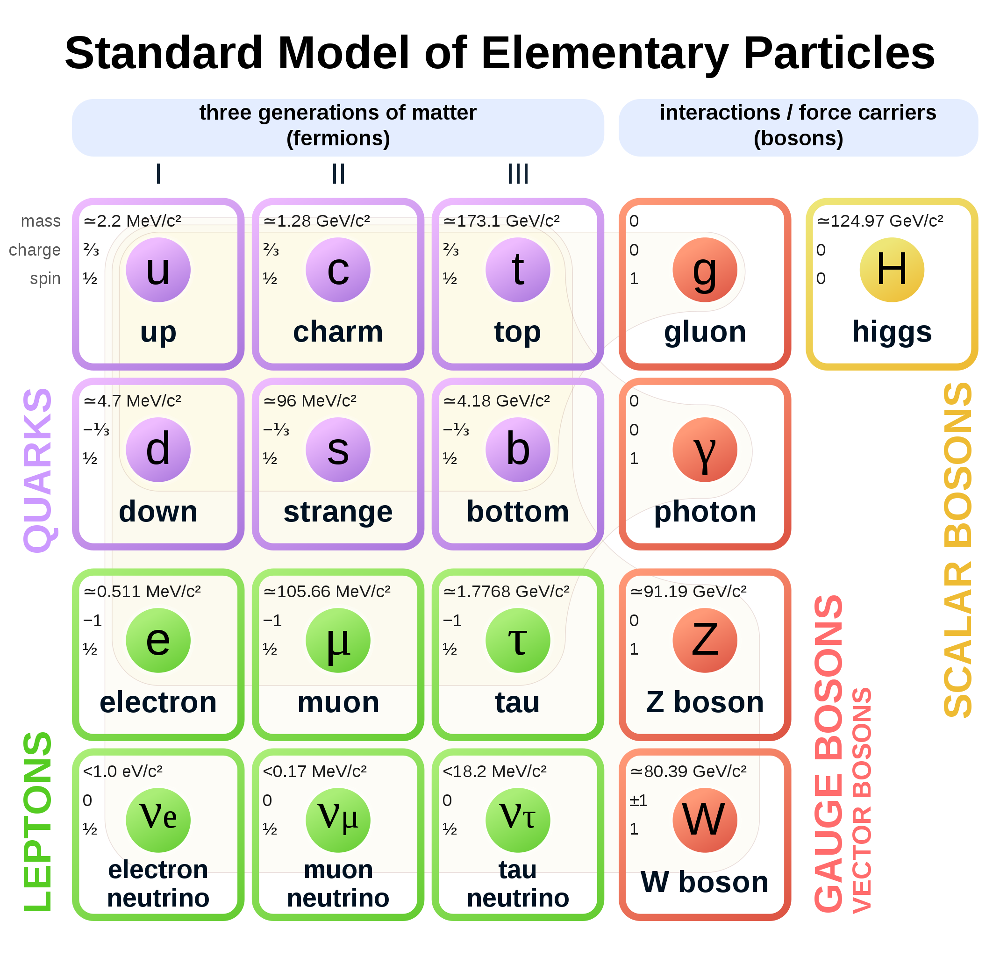 Standard Model of Elementary Particles
three generations of matter
(fermions)
interactions / force carriers
(bosons)
I
II
III
mass
charge
spin
≃2.2 MeV/c²
⅔
½
u
up
≃1.28 GeV/c²
⅔
½
c
charm
≃173.1 GeV/c²
⅔
½
t
top
0
0
1
g
gluon
≃124.97 GeV/c²
0
0
H
higgs
QUARKS
≃4.7 MeV/c²
−⅓
½
d
down
≃96 MeV/c²
−⅓
½
s
strange
≃4.18 GeV/c²
−⅓
½
b
bottom
0
0
1
γ
photon
SCALAR BOSONS
LEPTONS
≃0.511 MeV/c²
−1
½
e
electron
≃105.66 MeV/c²
−1
½
μ
muon
≃1.7768 GeV/c²
−1
½
τ
tau
≃91.19 GeV/c²
0
1
Z
Z boson
GAUGE BOSONS
VECTOR BOSONS
<1.0 eV/c²
0
½
νe
electron
neutrino
<0.17 MeV/c²
0
½
νμ
muon
neutrino
<18.2 MeV/c²
0
½
ντ
tau
neutrino
≃80.39 GeV/c²
±1
1
W
W boson